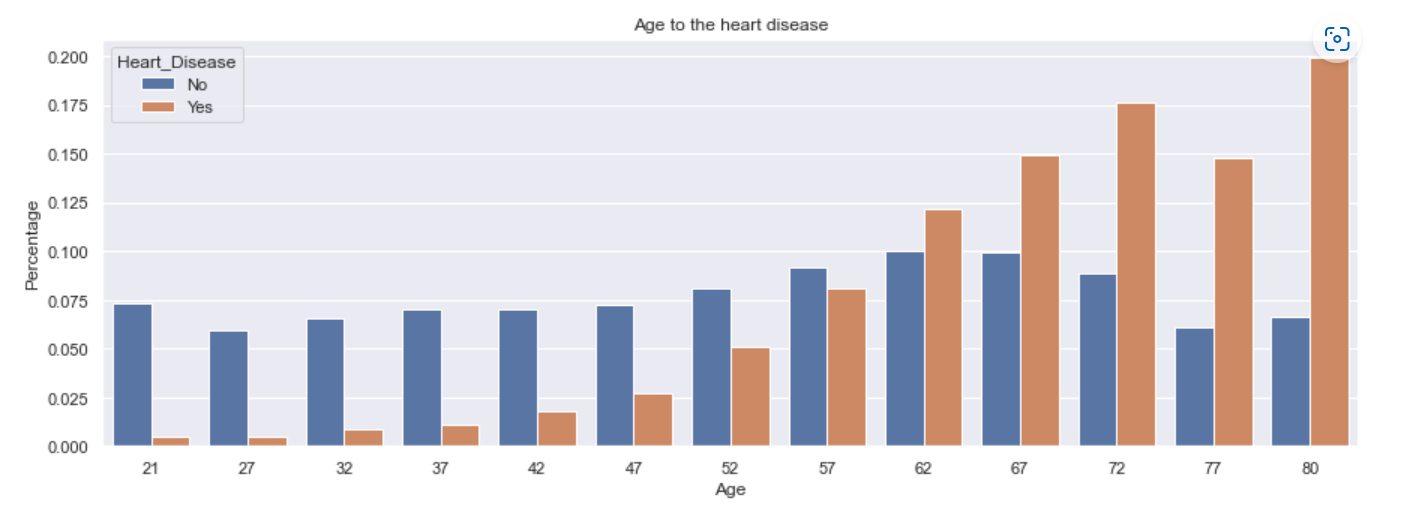 Age to the heart disease
Heart_Disease
No
Yes
0.200
0.175
0.150
0.125
0.100
0.075
0.050
0.025
0.000
Percentage
21 27 32 37 42 47 52 57 62 67 72 77 80
Age